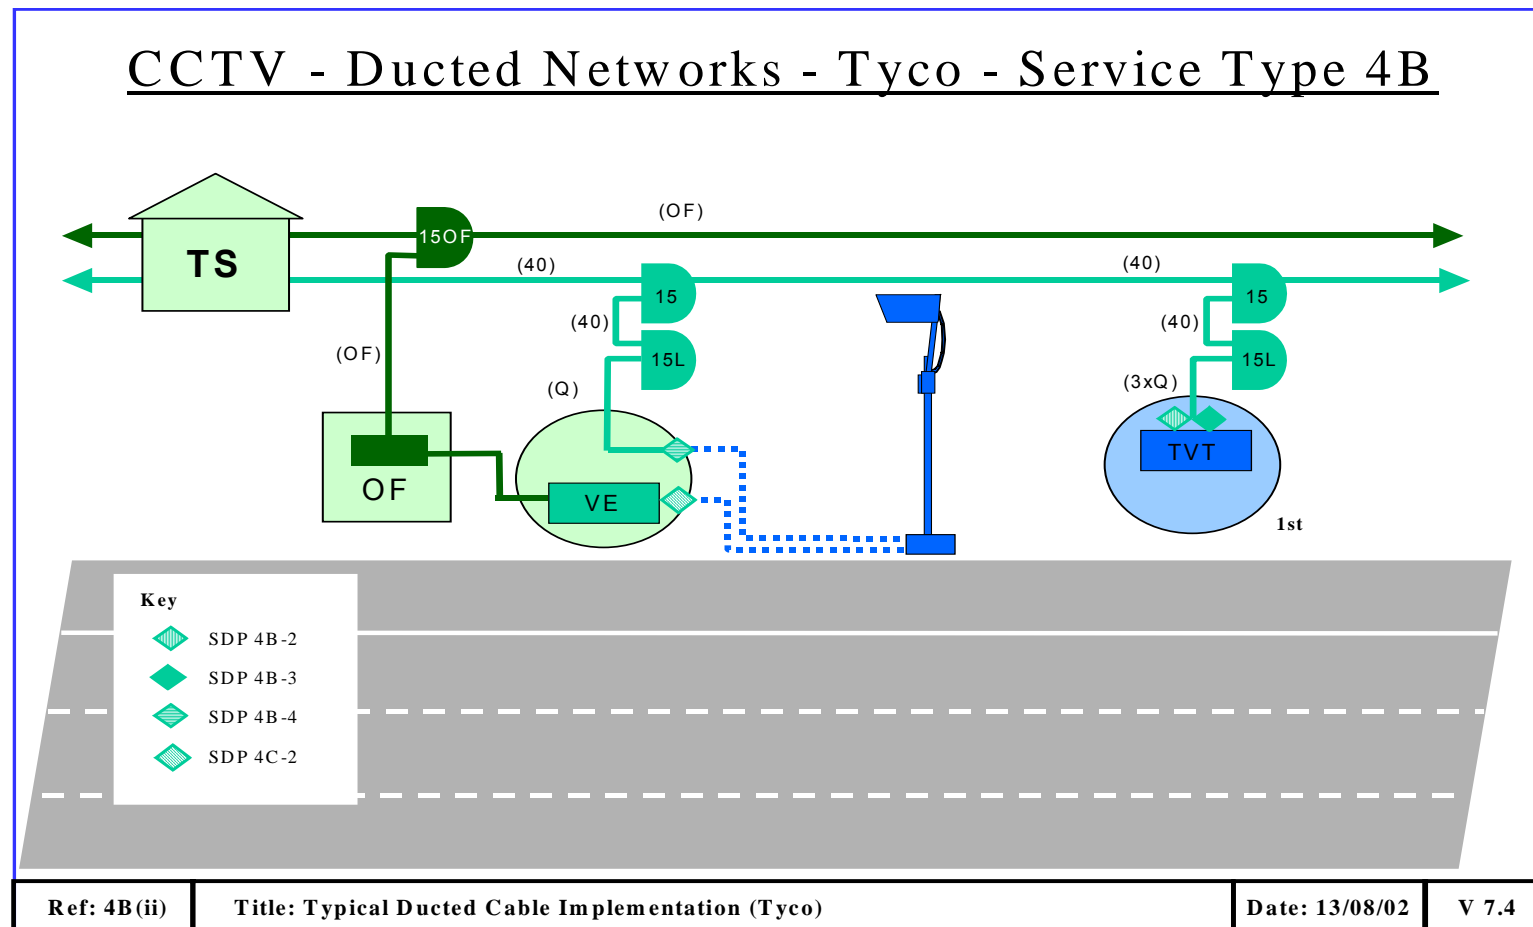 CCTV - Ducted Networks - Tyco - Service Type 4B
(OF)
15OF
TS
(40)
(40)
15
15
(40)
(40)
(OF)
15L
15L
(Q)
(3xQ)
TVT
OF
VE
1st
Key
SDP 4B-2
SDP 4B-3
SDP 4B-4
SDP 4C-2
Ref: 4B(ii)
Title: Typical Ducted Cable Implementation (Tyco)
Date: 13/08/02
V 7.4